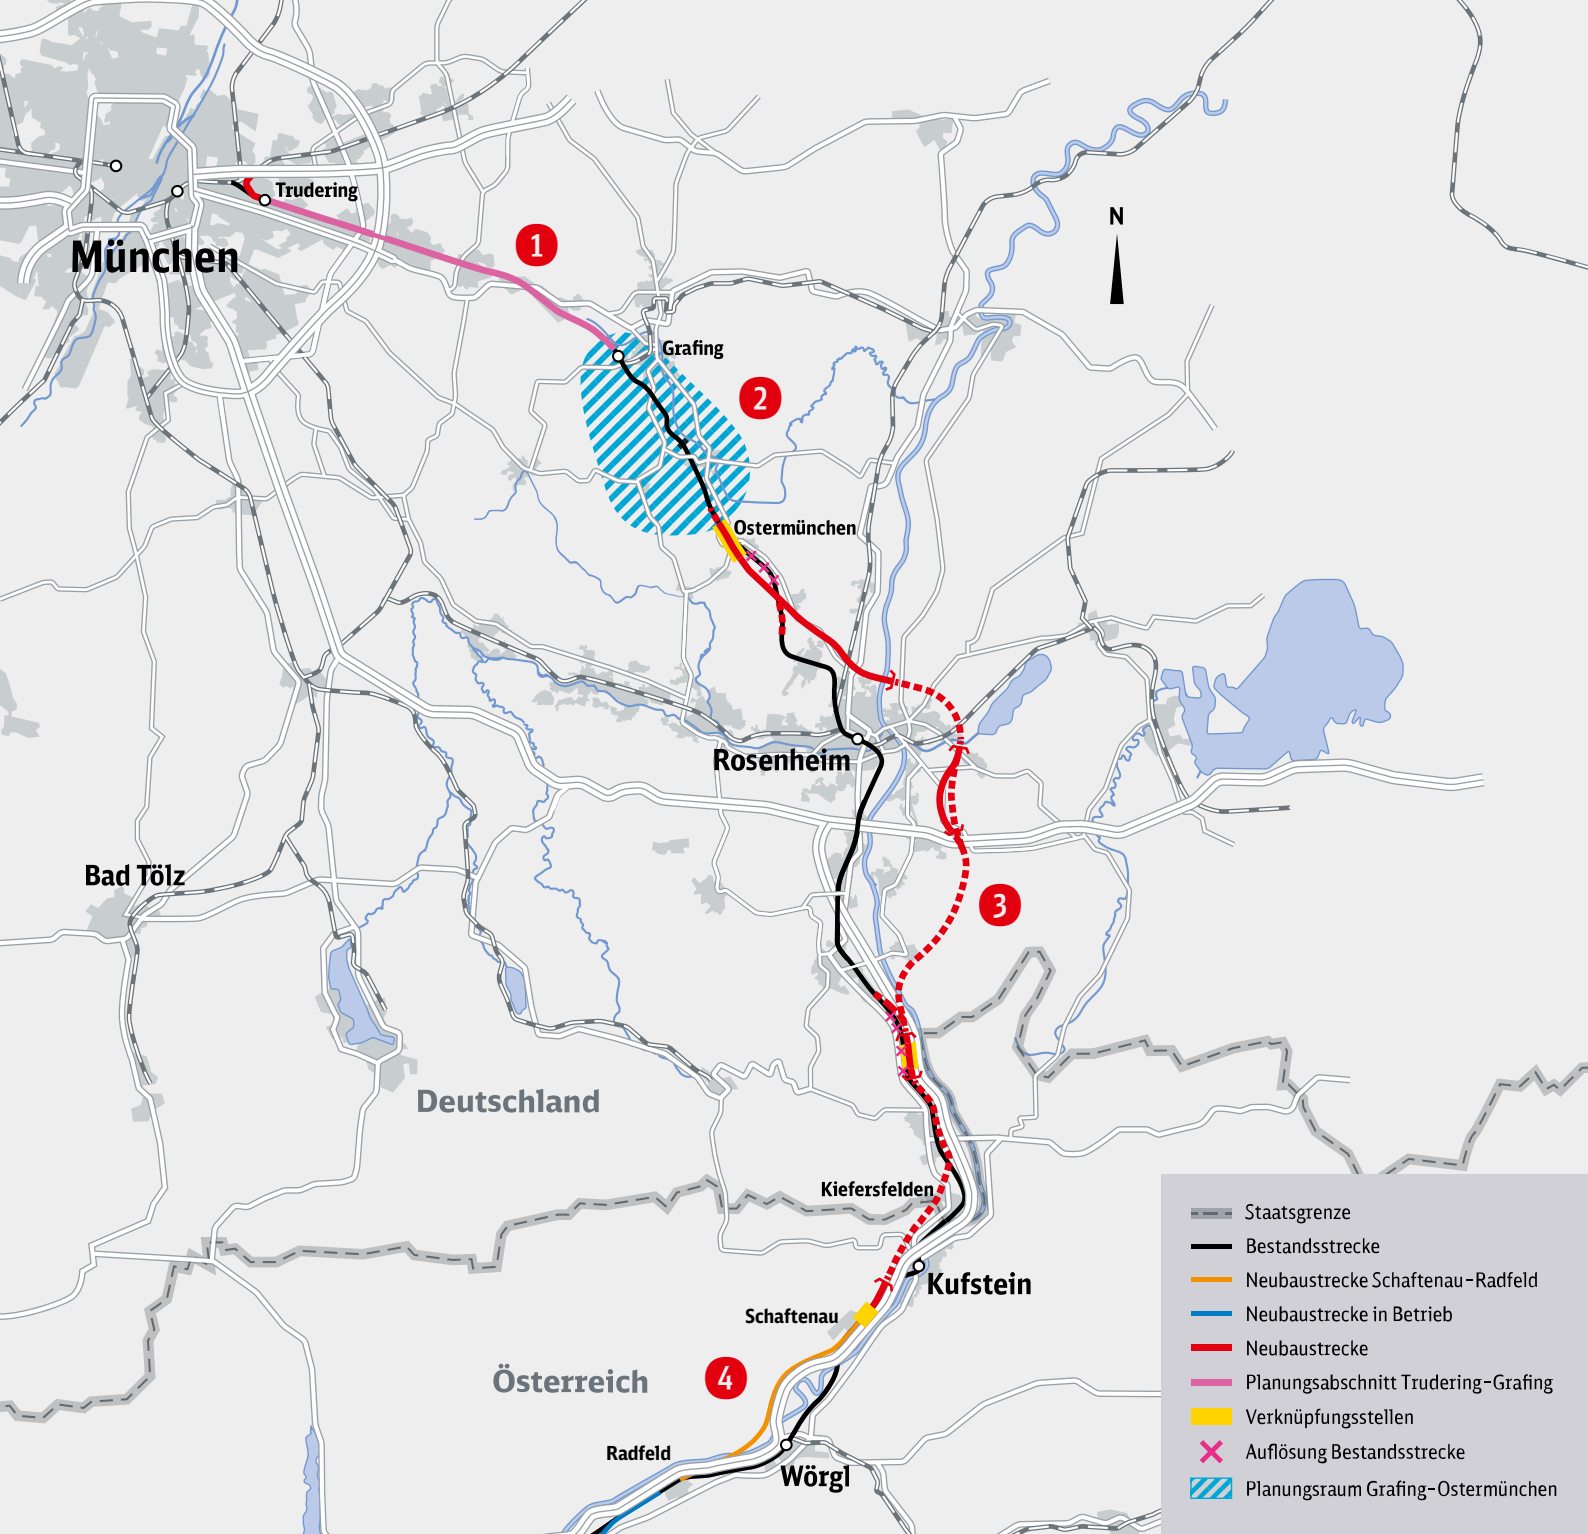 N
Trudering
München
1
Grafing
2
Ostermünchen
Rosenheim
Bad Tölz
3
Deutschland
Kiefersfelden
Kufstein
Schaftenau
Österreich
4
Radfeld
Wörgl
Staatsgrenze
Bestandsstrecke
Neubaustrecke Schaftenau-Radfeld
Neubaustrecke in Betrieb
Neubaustrecke
Planungsabschnitt Trudering-Grafing
Verknüpfungsstellen
Auflösung Bestandsstrecke
Planungsraum Grafing-Ostermünchen